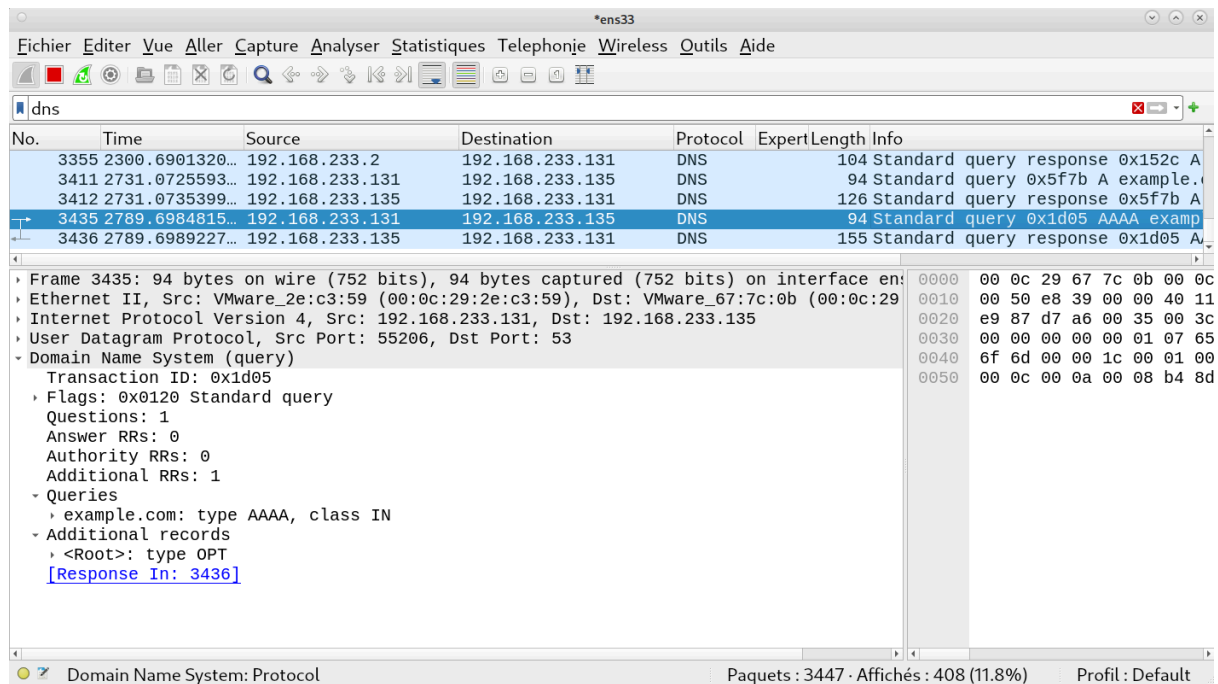 *ens33
Fichier Editer Vue Aller Capture Analyser Statistiques Telephonie Wireless Outils Aide
dns
No. Time Source Destination Protocol Expert Length Info
3355 2300.6901320… 192.168.233.2 192.168.233.131 DNS 104 Standard query response 0x152c A
3411 2731.0725593… 192.168.233.131 192.168.233.135 DNS 94 Standard query 0x5f7b A example.
3412 2731.0735399… 192.168.233.135 192.168.233.131 DNS 126 Standard query response 0x5f7b A
3435 2789.6984815… 192.168.233.131 192.168.233.135 DNS 94 Standard query 0x1d05 AAAA examp
3436 2789.6989227… 192.168.233.135 192.168.233.131 DNS 155 Standard query response 0x1d05 A
Frame 3435: 94 bytes on wire (752 bits), 94 bytes captured (752 bits) on interface ens
Ethernet II, Src: VMware_2e:c3:59 (00:0c:29:2e:c3:59), Dst: VMware_67:7c:0b (00:0c:29
Internet Protocol Version 4, Src: 192.168.233.131, Dst: 192.168.233.135
User Datagram Protocol, Src Port: 55206, Dst Port: 53
Domain Name System (query)
Transaction ID: 0x1d05
Flags: 0x0120 Standard query
Questions: 1
Answer RRs: 0
Authority RRs: 0
Additional RRs: 1
Queries
example.com: type AAAA, class IN
Additional records
<Root>: type OPT
[Response In: 3436]
0000 00 0c 29 67 7c 0b 00 0c
0010 00 50 e8 39 00 00 40 11
0020 e9 87 d7 a6 00 35 00 3c
0030 00 00 00 00 00 01 07 65
0040 6f 6d 00 00 1c 00 01 00
0050 00 0c 00 0a 00 08 b4 8d
Domain Name System: Protocol Paquets : 3447 · Affichés : 408 (11.8%) Profil : Default